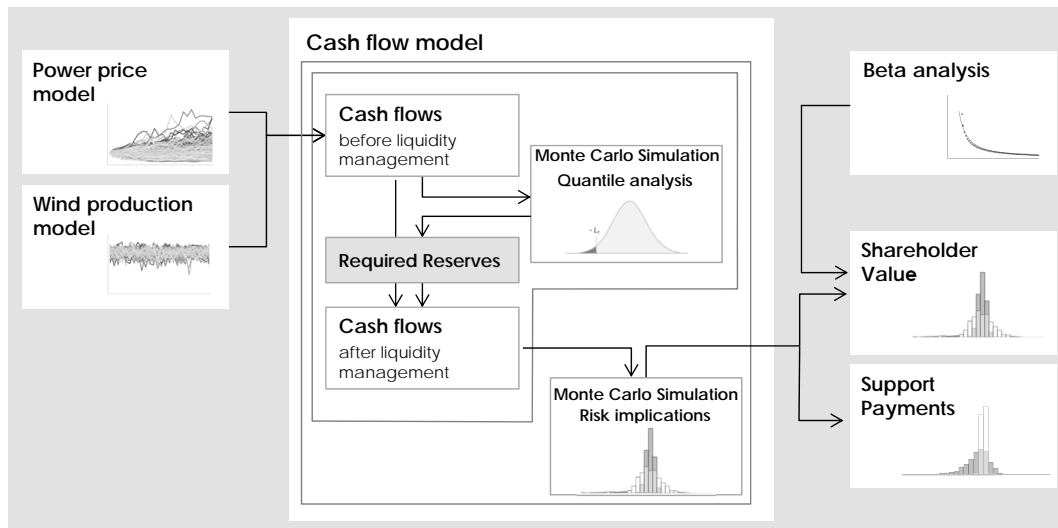 Power price
model
Wind production
model
Cash flow model
Cash flows
before liquidity
management
Monte Carlo Simulation
Quantile analysis
- Lₜ
Required Reserves
Cash flows
after liquidity
management
Monte Carlo Simulation
Risk implications
Beta analysis
Shareholder
Value
Support
Payments